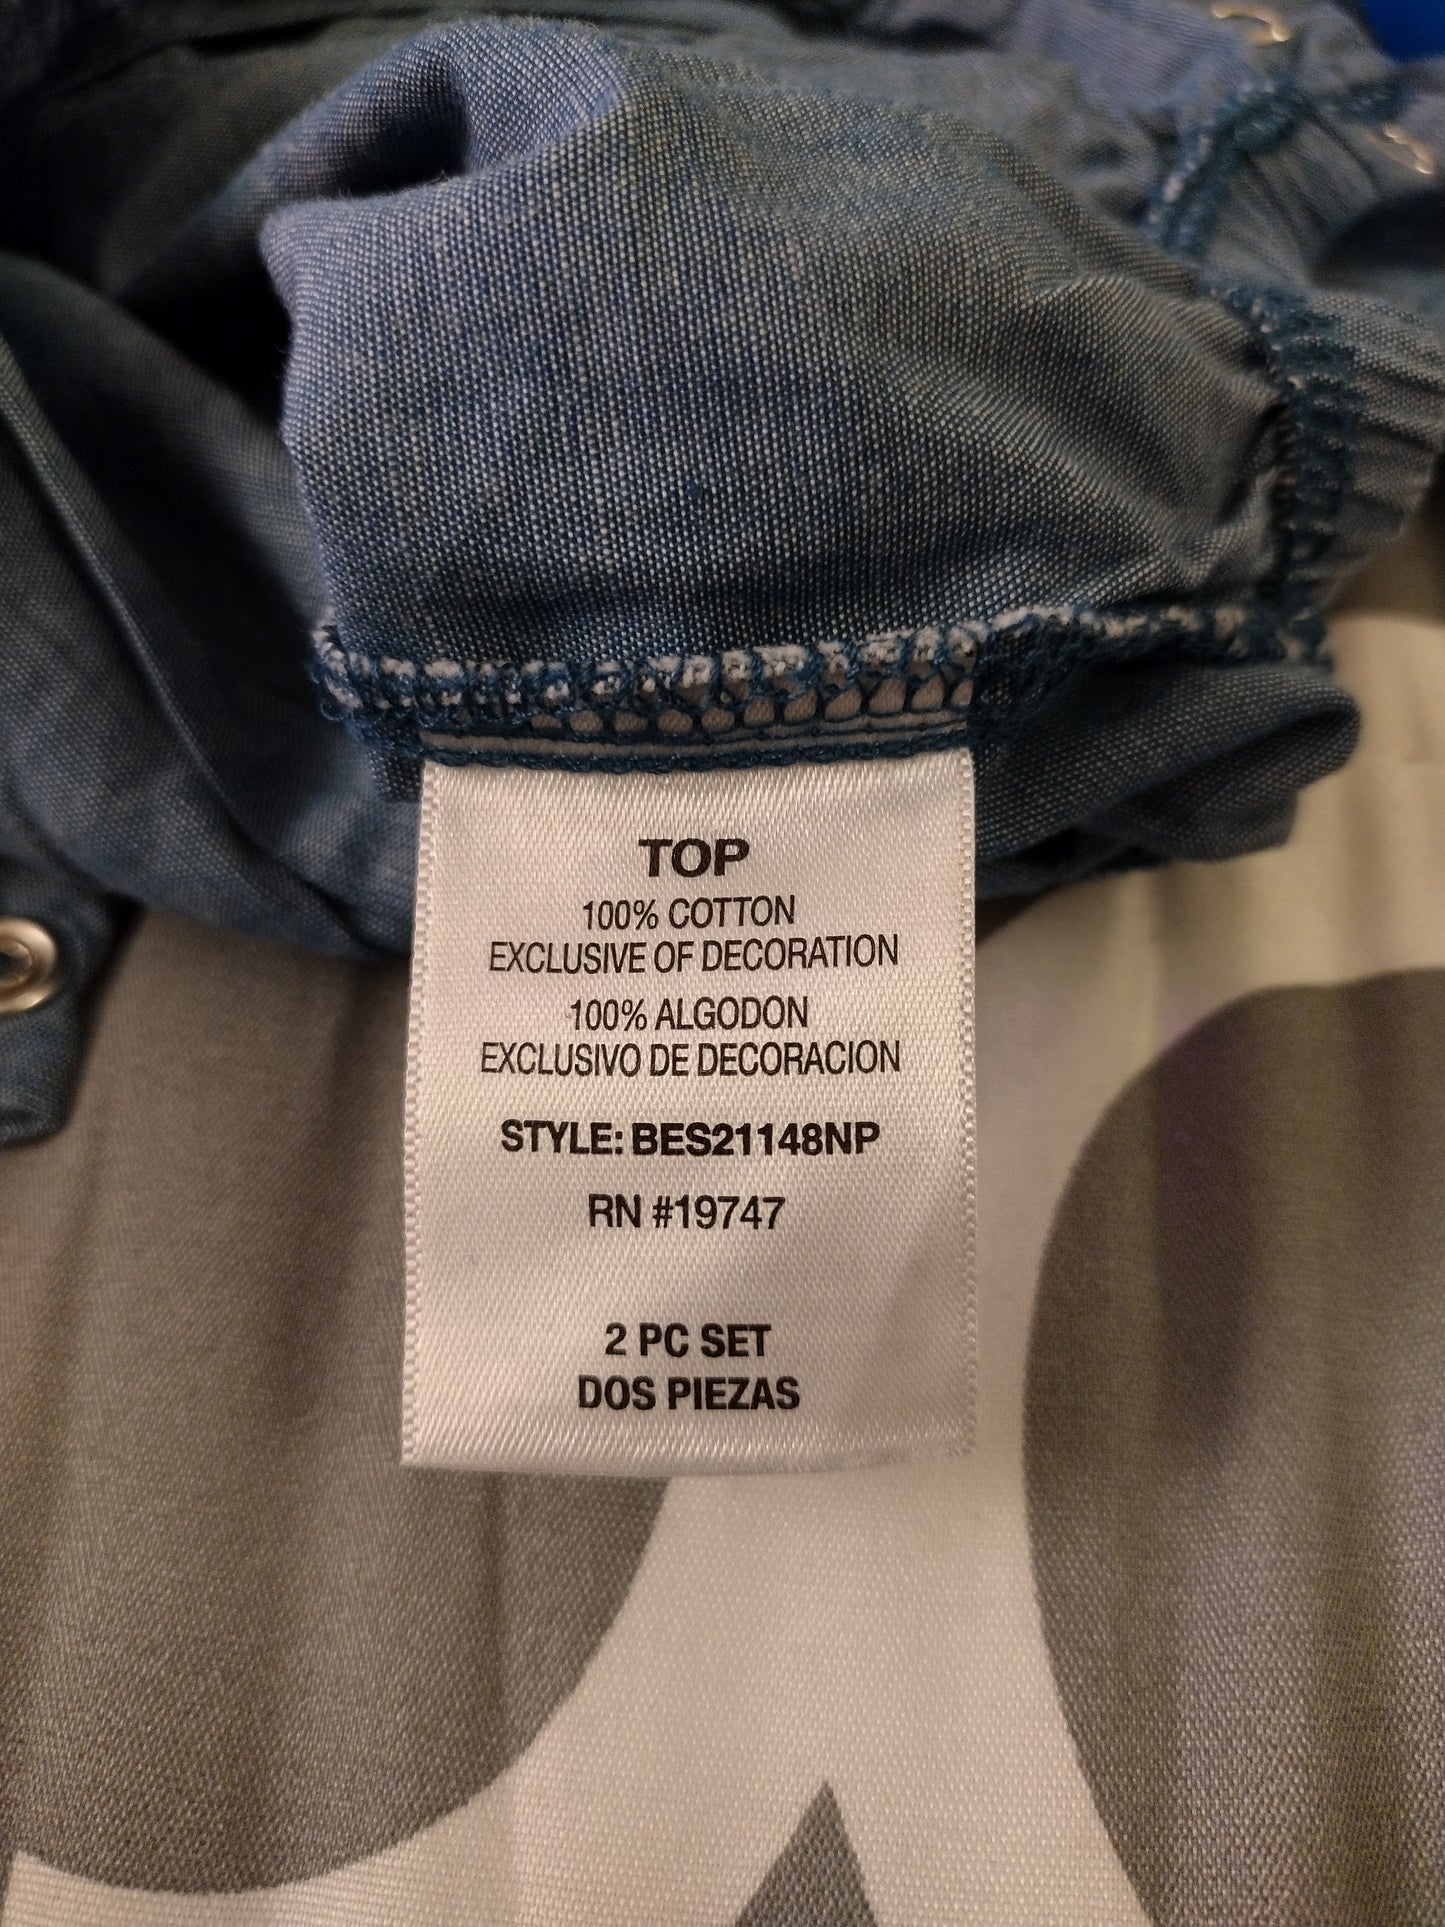 TOP
100% COTTON
EXCLUSIVE OF DECORATION
100% ALGODON
EXCLUSIVO DE DECORACION
STYLE: BES21148NP
RN #19747
2 PC SET
DOS PIEZAS